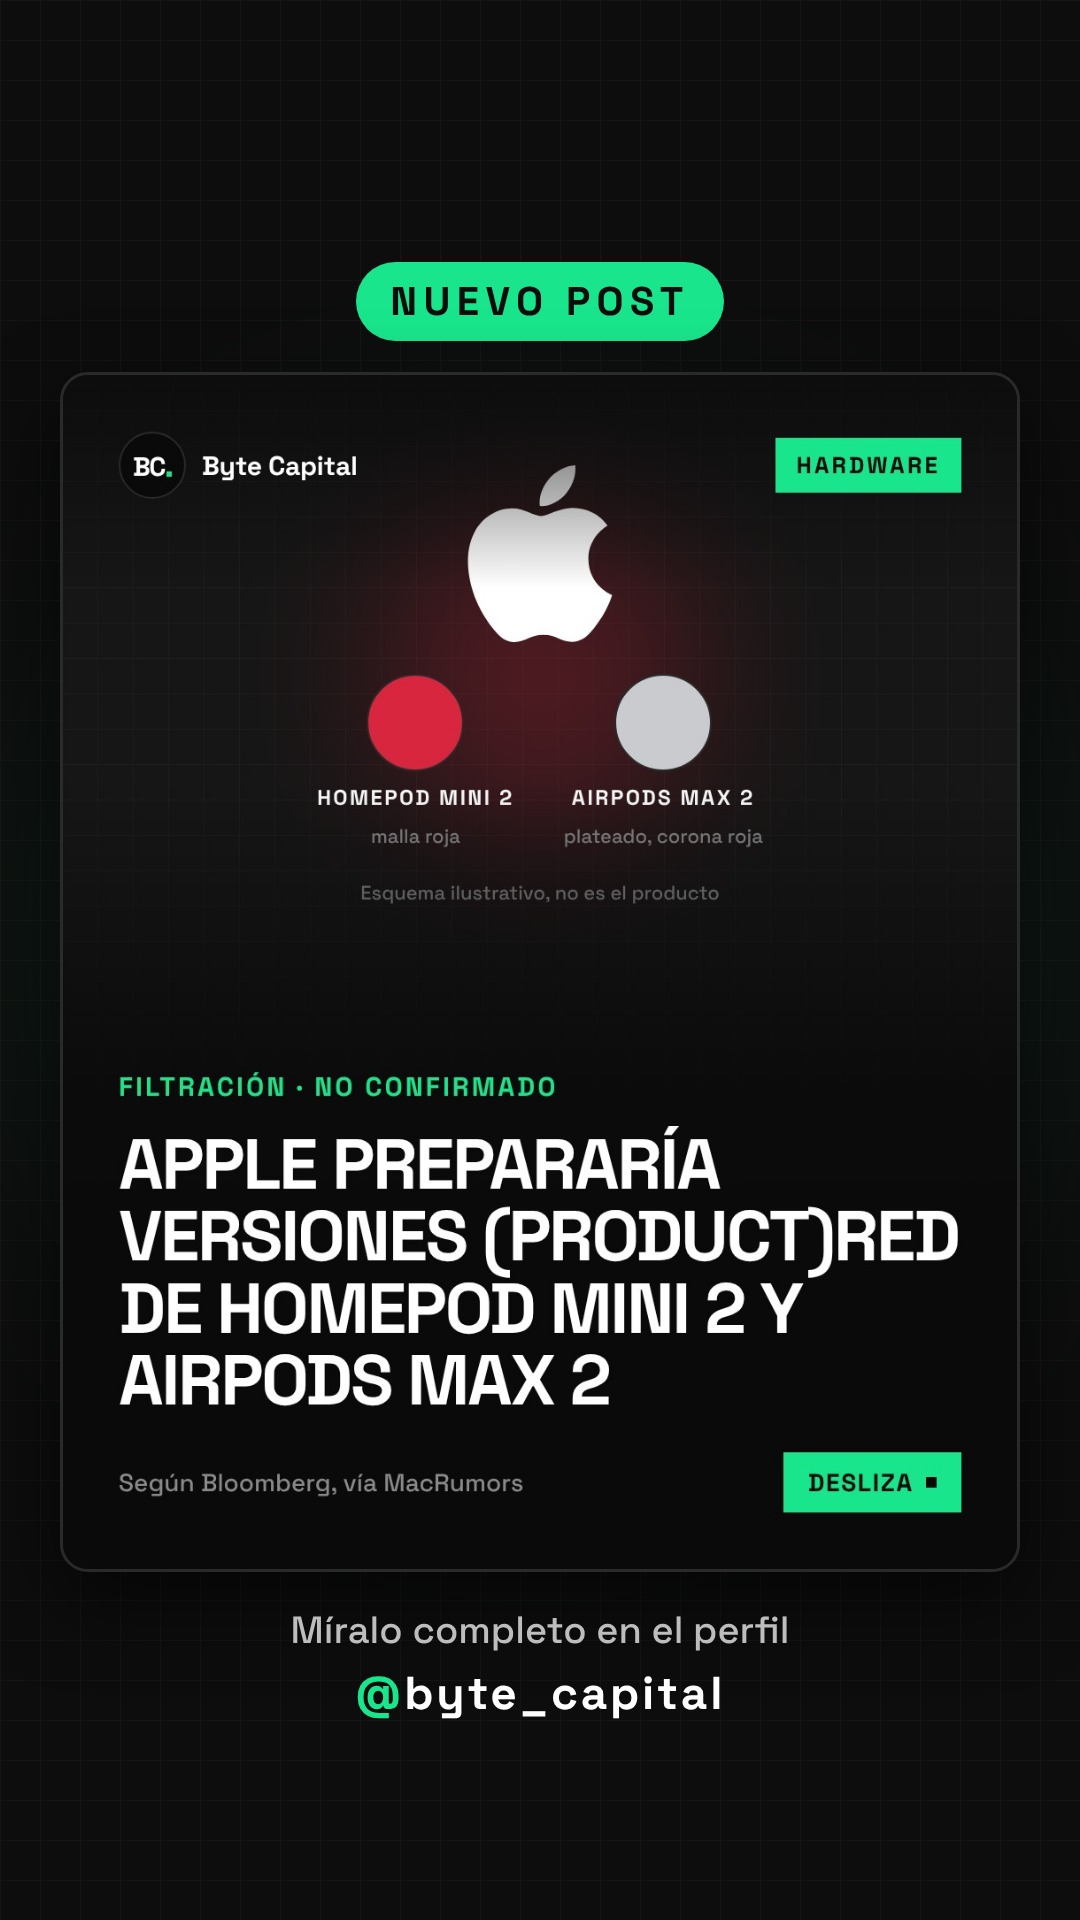 NUEVO POST
BC.
Byte Capital
HARDWARE
HOMEPOD MINI 2
AIRPODS MAX 2
malla roja
plateado, corona roja
Esquema ilustrativo, no es el producto
FILTRACIÓN · NO CONFIRMADO
APPLE PREPARARÍA
VERSIONES (PRODUCT)RED
DE HOMEPOD MINI 2 Y
AIRPODS MAX 2
Según Bloomberg, vía MacRumors
DESLIZA
Míralo completo en el perfil
@byte_capital